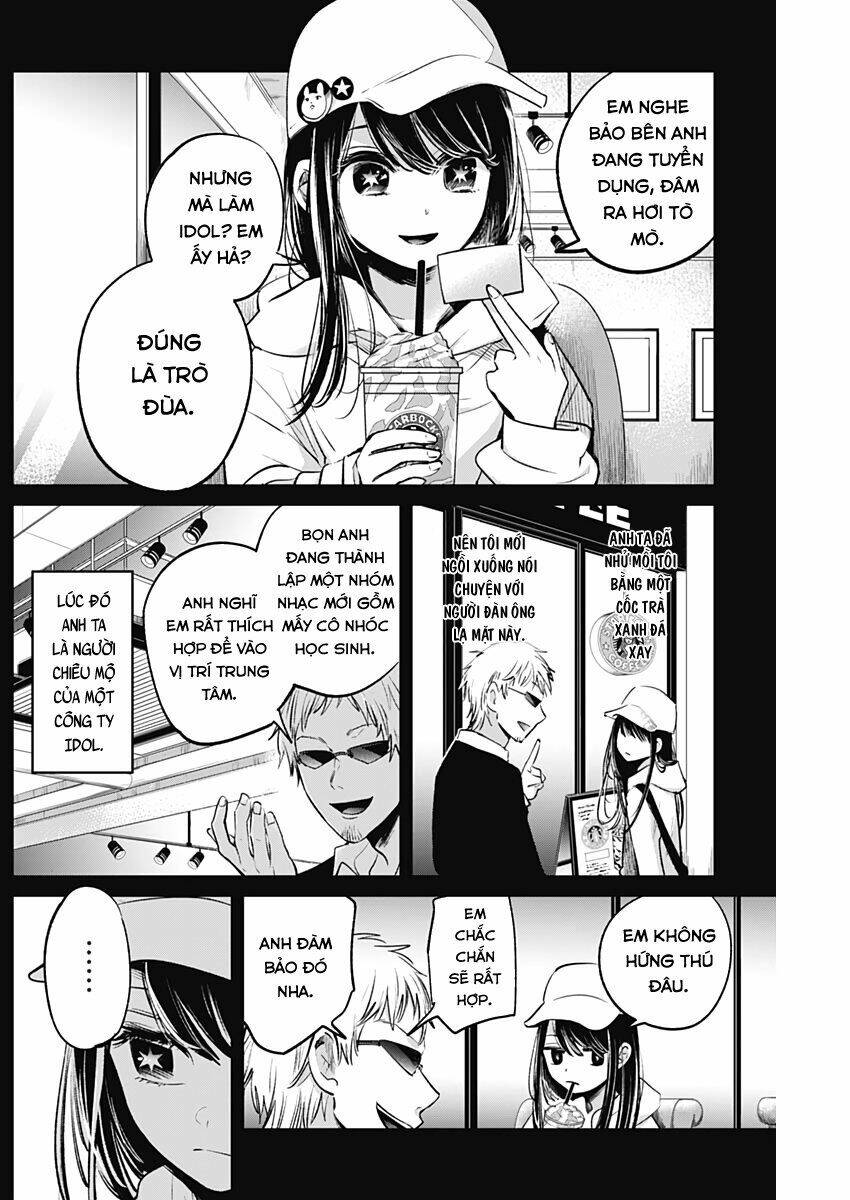 EM NGHE
BẢO BÊN ANH
ĐANG TUYỂN
DỤNG, ĐÂM
RA HƠI TÒ
MÒ.
NHƯNG
MÀ LÀM
IDOL? EM
ẤY HẢ?
ĐÚNG
LÀ TRÒ
ĐÙA.
ARBOCK
FEE
ANH TA ĐÃ
NHỬ MỒI TÔI
BẰNG MỘT
CỐC TRÀ
XANH ĐÁ
XAY
COFFEE
NÊN TÔI MỚI
NGỒI XUỐNG NÓI
CHUYỆN VỚI
NGƯỜI ĐÀN ÔNG
LẠ MẶT NÀY.
BỌN ANH
ĐANG THÀNH
LẬP MỘT NHÓM
NHẠC MỚI GỒM
MẤY CÔ NHÓC
HỌC SINH.
ANH NGHĨ
EM RẤT THÍCH
HỢP ĐỂ VÀO
VỊ TRÍ TRUNG
TÂM.
LÚC ĐÓ
ANH TA
LÀ NGƯỜI
CHIÊU MỘ
CỦA MỘT
CÔNG TY
IDOL.
EM KHÔNG
HỨNG THÚ
ĐÂU.
EM
CHẮC
CHẮN
SẼ RẤT
HỢP.
ANH ĐẢM
BẢO ĐÓ
NHA.
......